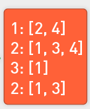 1: [2, 4]
2: [1, 3, 4]
3: [1]
2: [1, 3]